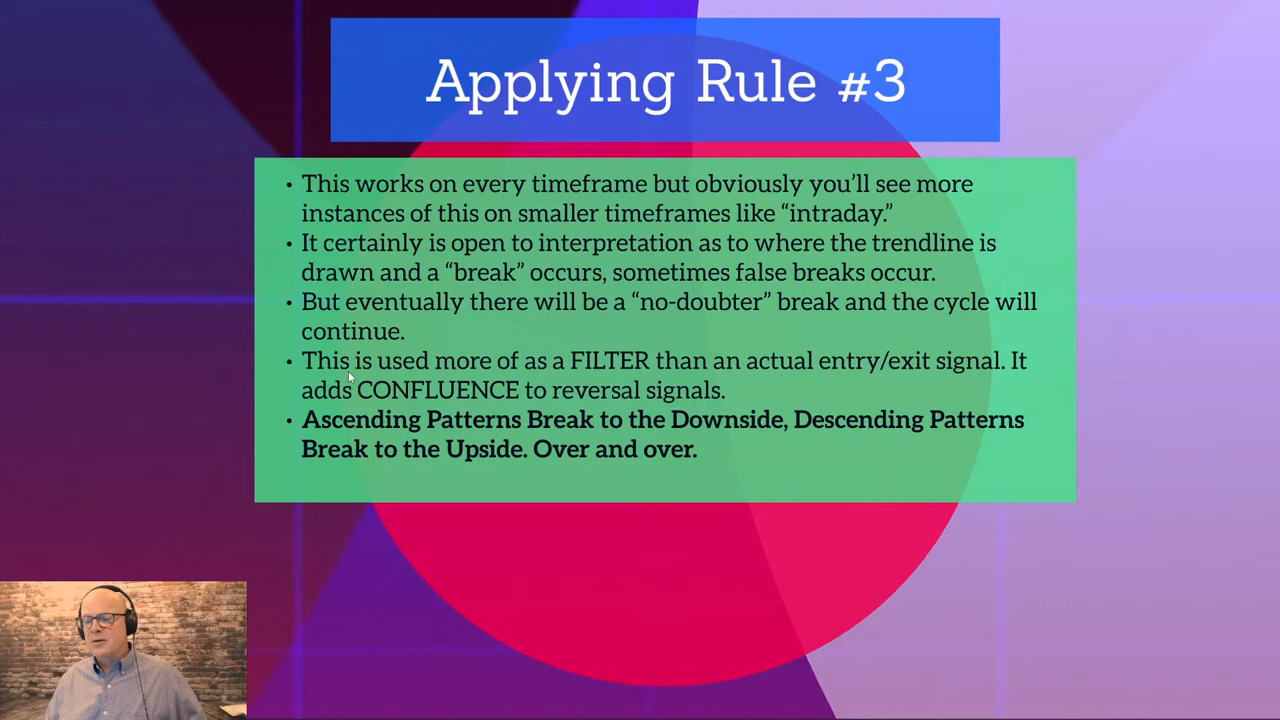 Applying Rule #3
• This works on every timeframe but obviously you’ll see more
instances of this on smaller timeframes like “intraday.”
• It certainly is open to interpretation as to where the trendline is
drawn and a “break” occurs, sometimes false breaks occur.
• But eventually there will be a “no-doubter” break and the cycle will
continue.
• This is used more of as a FILTER than an actual entry/exit signal. It
adds CONFLUENCE to reversal signals.
• Ascending Patterns Break to the Downside, Descending Patterns
Break to the Upside. Over and over.